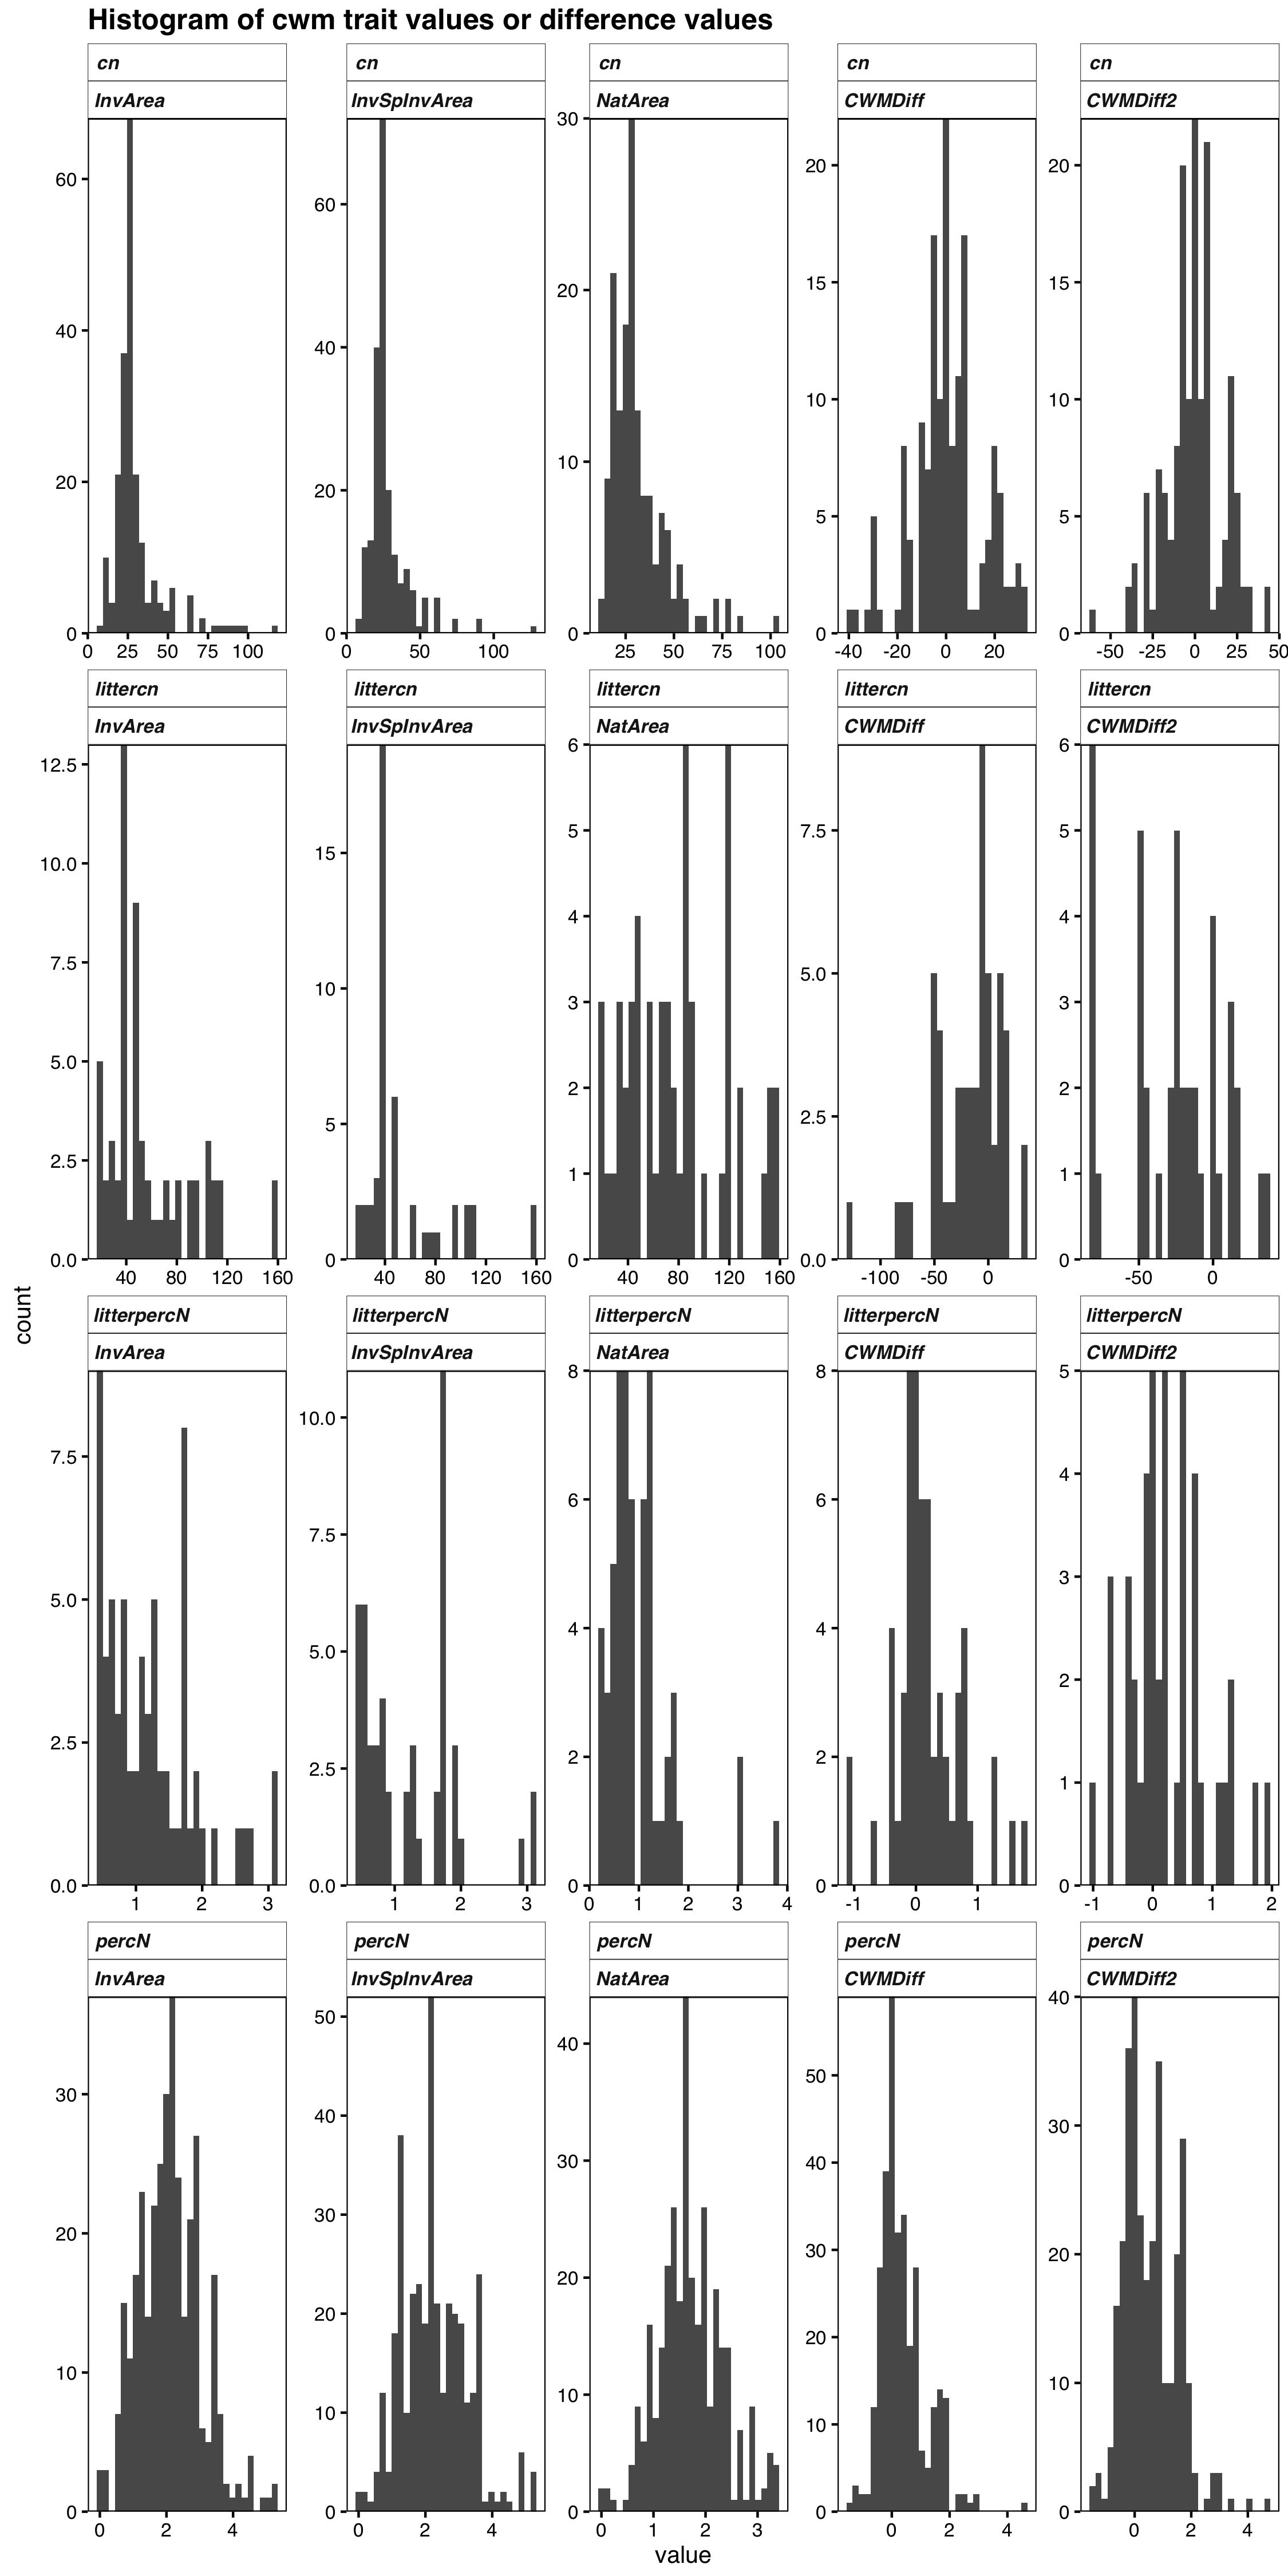 Histogram of cwm trait values or difference values
cn cn cn cn cn
InvArea InvSpInvArea NatArea CWMDiff CWMDiff2
0 20 40 60
0 25 50 75 100
0 20 40 60
0 50 100
0 10 20 30
25 50 75 100
0 5 10 15 20
-40 -20 0 20
0 5 10 15 20
-50 -25 0 25 50
littercn littercn littercn littercn littercn
InvArea InvSpInvArea NatArea CWMDiff CWMDiff2
0.0 2.5 5.0 7.5 10.0 12.5
40 80 120 160
0 5 10 15
40 80 120 160
0 1 2 3 4 5 6
40 80 120 160
0.0 2.5 5.0 7.5
-100 -50 0
0 1 2 3 4 5 6
-50 0
litterpercN litterpercN litterpercN litterpercN litterpercN
InvArea InvSpInvArea NatArea CWMDiff CWMDiff2
0.0 2.5 5.0 7.5
1 2 3
0.0 2.5 5.0 7.5 10.0
1 2 3
0 2 4 6 8
0 1 2 3 4
0 2 4 6 8
-1 0 1
0 1 2 3 4 5
-1 0 1 2
percN percN percN percN percN
InvArea InvSpInvArea NatArea CWMDiff CWMDiff2
0 10 20 30
0 2 4
0 10 20 30 40 50
0 2 4
0 10 20 30 40
0 1 2 3
0 10 20 30 40 50
0 2 4
0 10 20 30 40
0 2 4
count
value